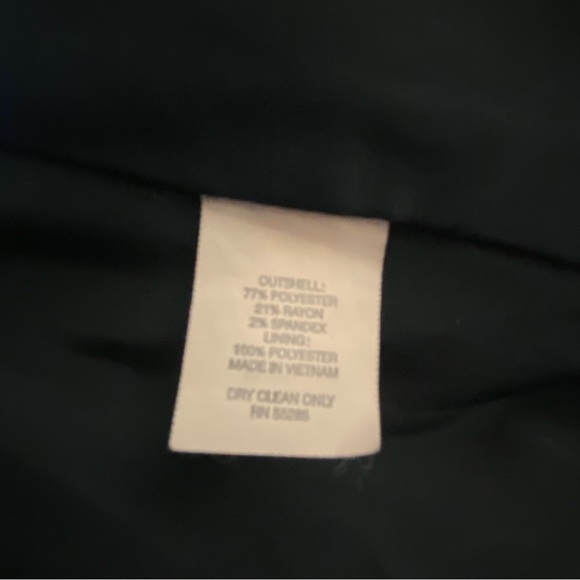 OUTSHELL:
77% POLYESTER
21% RAYON
2% SPANDEX
LINING:
100% POLYESTER
MADE IN VIETNAM
DRY CLEAN ONLY
RN 55285